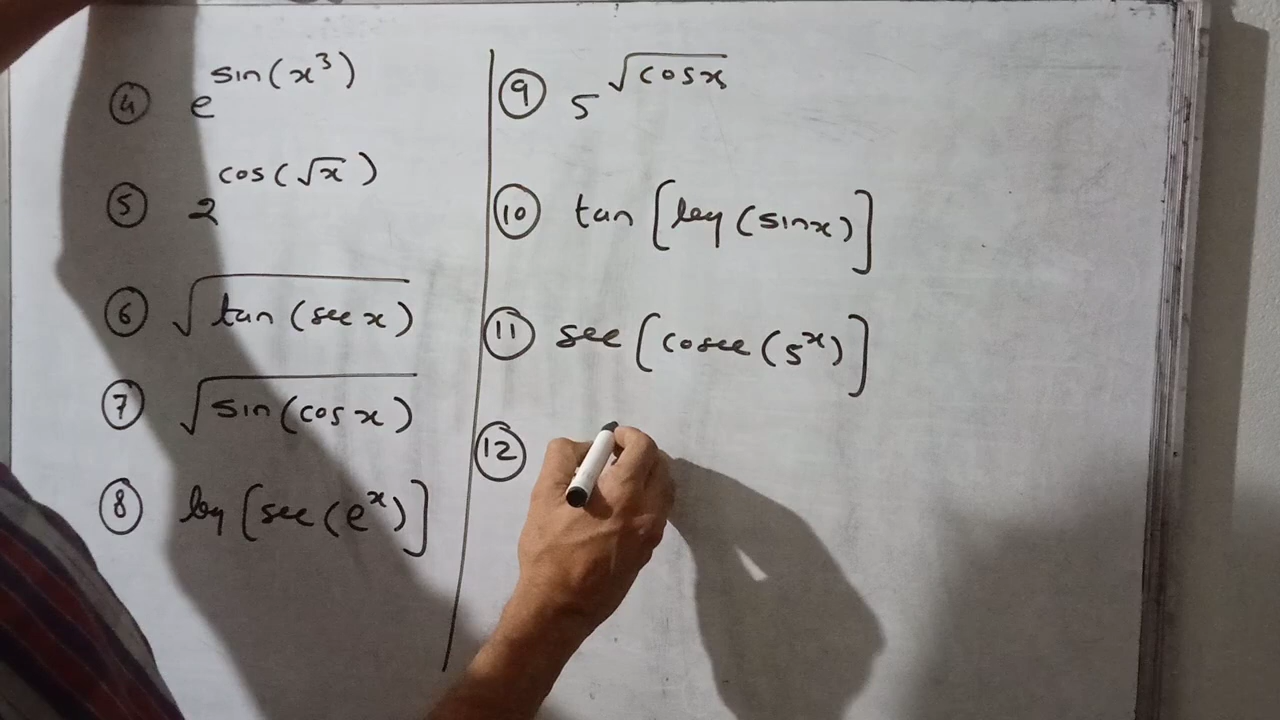 ④ e^sin(x³)
⑤ 2^cos(√x)
⑥ √tan(sec x)
⑦ √sin(cos x)
⑧ log[sec(e^x)]
⑨ 5^√cosx
⑩ tan[log(sinx)]
⑪ sec[cosec(5^x)]
⑫